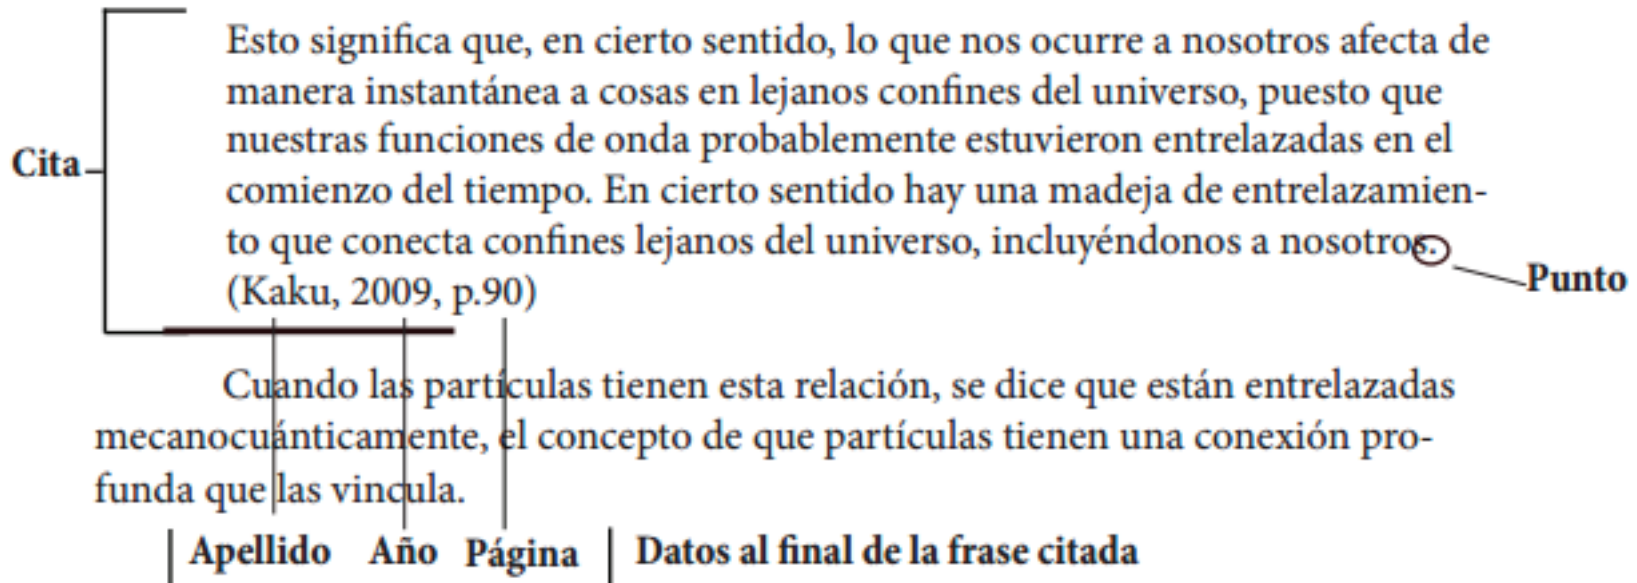 Esto significa que, en cierto sentido, lo que nos ocurre a nosotros afecta de
manera instantánea a cosas en lejanos confines del universo, puesto que
nuestras funciones de onda probablemente estuvieron entrelazadas en el
Cita
comienzo del tiempo. En cierto sentido hay una madeja de entrelazamien-
to que conecta confines lejanos del universo, incluyéndonos a nosotros.
(Kaku, 2009, p.90)
Punto
Cuando las partículas tienen esta relación, se dice que están entrelazadas
mecanocuánticamente, el concepto de que partículas tienen una conexión pro-
funda que las vincula.
Apellido Año Página Datos al final de la frase citada